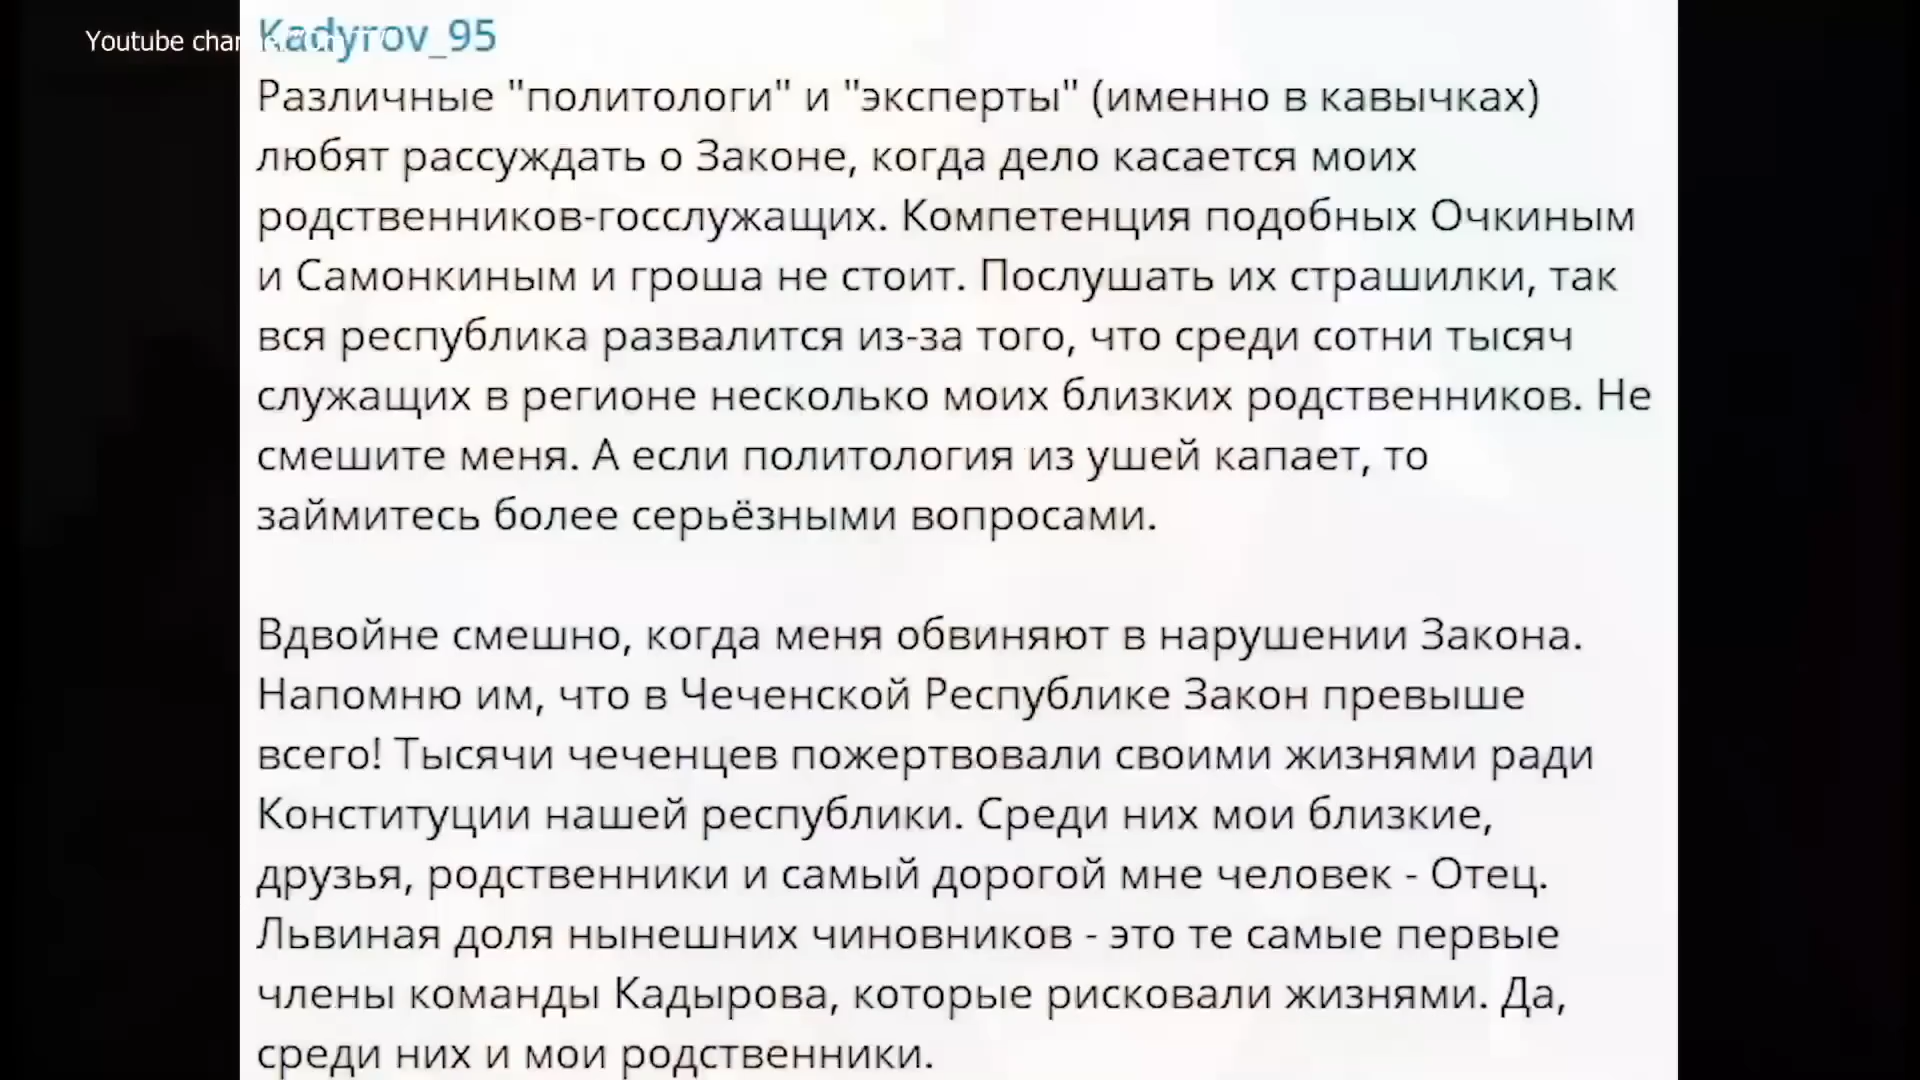 Youtube
Kadyrov_95
Различные "политологи" и "эксперты" (именно в кавычках)
любят рассуждать о Законе, когда дело касается моих
родственников-госслужащих. Компетенция подобных Очкиным
и Самонкиным и гроша не стоит. Послушать их страшилки, так
вся республика развалится из-за того, что среди сотни тысяч
служащих в регионе несколько моих близких родственников. Не
смешите меня. А если политология из ушей капает, то
займитесь более серьёзными вопросами.
Вдвойне смешно, когда меня обвиняют в нарушении Закона.
Напомню им, что в Чеченской Республике Закон превыше
всего! Тысячи чеченцев пожертвовали своими жизнями ради
Конституции нашей республики. Среди них мои близкие,
друзья, родственники и самый дорогой мне человек - Отец.
Львиная доля нынешних чиновников - это те самые первые
члены команды Кадырова, которые рисковали жизнями. Да,
среди них и мои родственники.